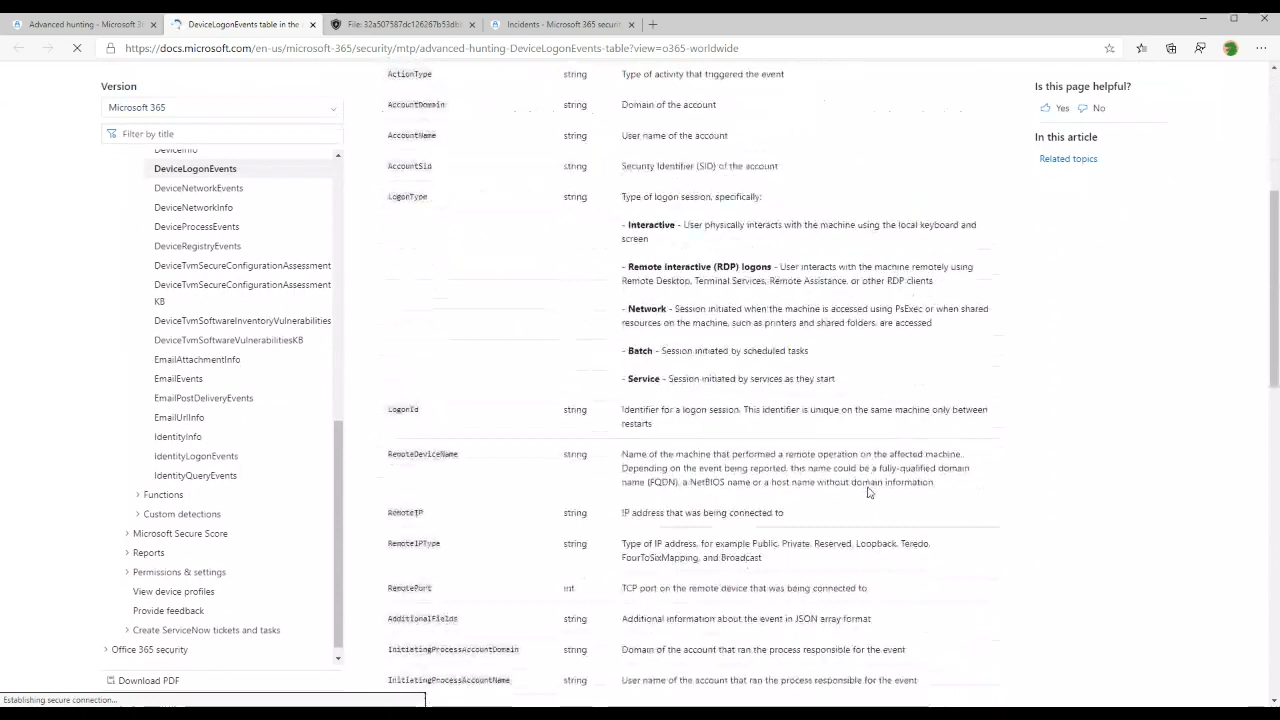 Advanced hunting - Microsoft 36
DeviceLogonEvents table in the
File: 32a507587dc126267b53db
Incidents - Microsoft 365 securit
https://docs.microsoft.com/en-us/microsoft-365/security/mtp/advanced-hunting-DeviceLogonEvents-table?view=o365-worldwide
Version
Microsoft 365
Filter by title
DeviceInfo
DeviceLogonEvents
DeviceNetworkEvents
DeviceNetworkInfo
DeviceProcessEvents
DeviceRegistryEvents
DeviceTvmSecureConfigurationAssessment
DeviceTvmSecureConfigurationAssessment
KB
DeviceTvmSoftwareInventoryVulnerabilities
DeviceTvmSoftwareVulnerabilitiesKB
EmailAttachmentInfo
EmailEvents
EmailPostDeliveryEvents
EmailUrlInfo
IdentityInfo
IdentityLogonEvents
IdentityQueryEvents
Functions
Custom detections
Microsoft Secure Score
Reports
Permissions & settings
View device profiles
Provide feedback
Create ServiceNow tickets and tasks
Office 365 security
Download PDF
ActionType string Type of activity that triggered the event
AccountDomain string Domain of the account
AccountName string User name of the account
AccountSid string Security Identifier (SID) of the account
LogonType string Type of logon session, specifically:
- Interactive - User physically interacts with the machine using the local keyboard and
screen
- Remote interactive (RDP) logons - User interacts with the machine remotely using
Remote Desktop, Terminal Services, Remote Assistance, or other RDP clients
- Network - Session initiated when the machine is accessed using PsExec or when shared
resources on the machine, such as printers and shared folders, are accessed
- Batch - Session initiated by scheduled tasks
- Service - Session initiated by services as they start
LogonId string Identifier for a logon session. This identifier is unique on the same machine only between
restarts
RemoteDeviceName string Name of the machine that performed a remote operation on the affected machine.
Depending on the event being reported, this name could be a fully-qualified domain
name (FQDN), a NetBIOS name or a host name without domain information
RemoteIP string IP address that was being connected to
RemoteIPType string Type of IP address, for example Public, Private, Reserved, Loopback, Teredo,
FourToSixMapping, and Broadcast
RemotePort int TCP port on the remote device that was being connected to
AdditionalFields string Additional information about the event in JSON array format
InitiatingProcessAccountDomain string Domain of the account that ran the process responsible for the event
InitiatingProcessAccountName string User name of the account that ran the process responsible for the event
Is this page helpful?
Yes No
In this article
Related topics
Establishing secure connection...